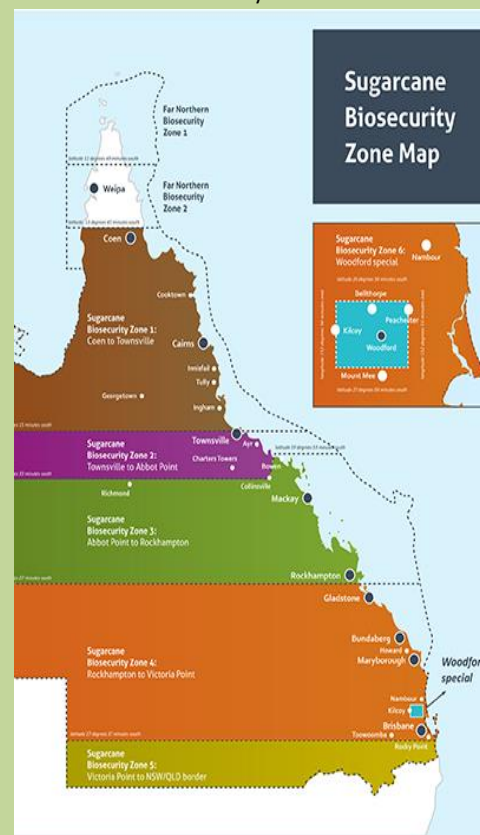 Sugarcane
Biosecurity
Zone Map
Far Northern
Biosecurity
Zone 1
Far Northern
Biosecurity
Zone 2
Weipa
Coen
Cooktown
Sugarcane
Biosecurity Zone 1:
Coen to Townsville
Cairns
Innisfail
Tully
Georgetown
Ingham
Sugarcane
Biosecurity Zone 6:
Woodford special
Nambour
Bellthorpe
Peachester
Kilcoy
Woodford
Mount Mee
Townsville
Ayr
Sugarcane
Biosecurity Zone 2:
Townsville to Abbot Point
Charters Towers
Bowen
Collinsville
Richmond
Mackay
Sugarcane
Biosecurity Zone 3:
Abbot Point to Rockhampton
Rockhampton
Gladstone
Bundaberg
Howard
Maryborough
Sugarcane
Biosecurity Zone 4:
Rockhampton to Victoria Point
special
Nambour
Kilcoy
Brisbane
Toowoomba
Rocky Point
Sugarcane
Biosecurity Zone 5:
Victoria Point to NSW/QLD border